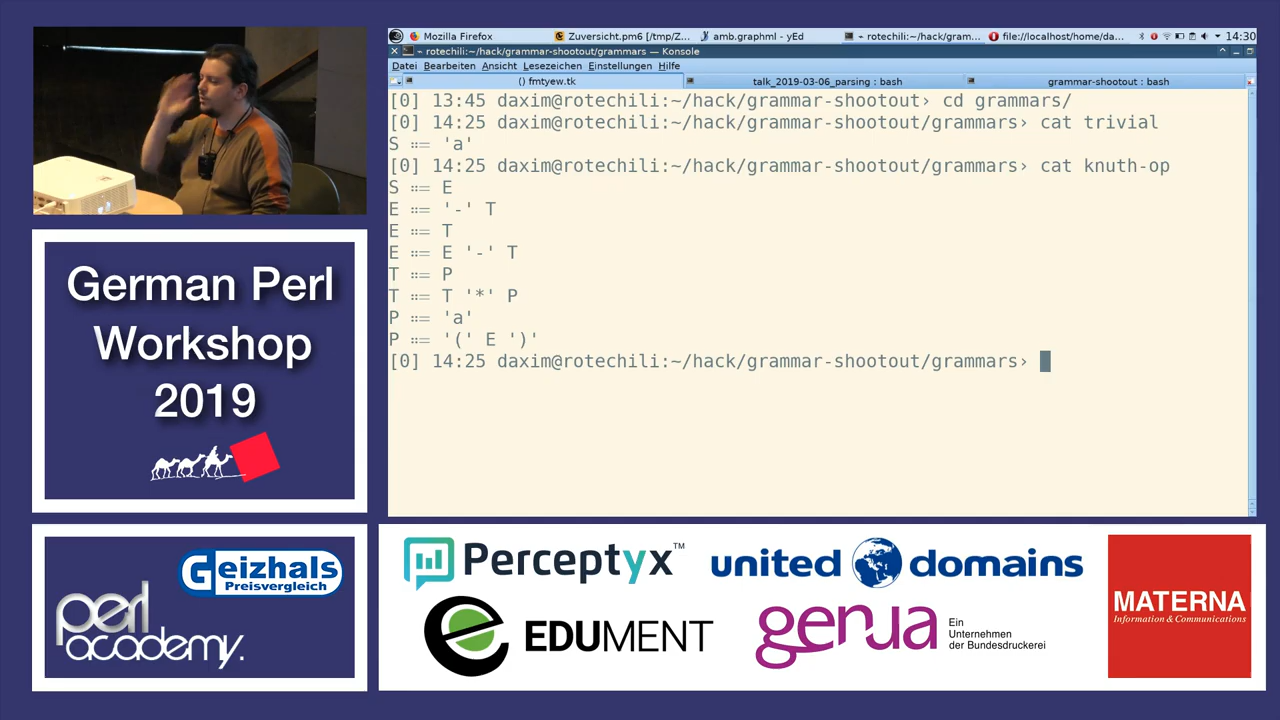 Mozilla Firefox
Zuversicht.pm6 [/tmp/Z...
amb.graphml - yEd
rotechili:~/hack/gram...
file://localhost/home/da...
14:30
rotechili:~/hack/grammar-shootout/grammars — Konsole
Datei Bearbeiten Ansicht Lesezeichen Einstellungen Hilfe
() fmtyew.tk
talk_2019-03-06_parsing : bash
grammar-shootout : bash
[0] 13:45 daxim@rotechili:~/hack/grammar-shootout› cd grammars/
[0] 14:25 daxim@rotechili:~/hack/grammar-shootout/grammars› cat trivial
S ⩴ 'a'
[0] 14:25 daxim@rotechili:~/hack/grammar-shootout/grammars› cat knuth-op
S ⩴ E
E ⩴ '-' T
E ⩴ T
E ⩴ E '-' T
T ⩴ P
T ⩴ T '*' P
P ⩴ 'a'
P ⩴ '(' E ')'
[0] 14:25 daxim@rotechili:~/hack/grammar-shootout/grammars›
German Perl
Workshop
2019
Geizhals
Preisvergleich
perl
academy.
Perceptyx™
united domains
EDUMENT
genua
Ein
Unternehmen
der Bundesdruckerei
MATERNA
Information & Communications